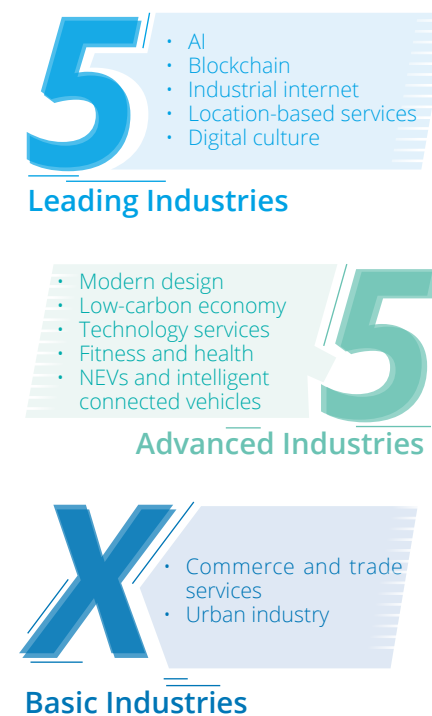 5
• AI
• Blockchain
• Industrial internet
• Location-based services
• Digital culture
Leading Industries
• Modern design
• Low-carbon economy
• Technology services
• Fitness and health
• NEVs and intelligent
connected vehicles
5
Advanced Industries
X
• Commerce and trade
services
• Urban industry
Basic Industries